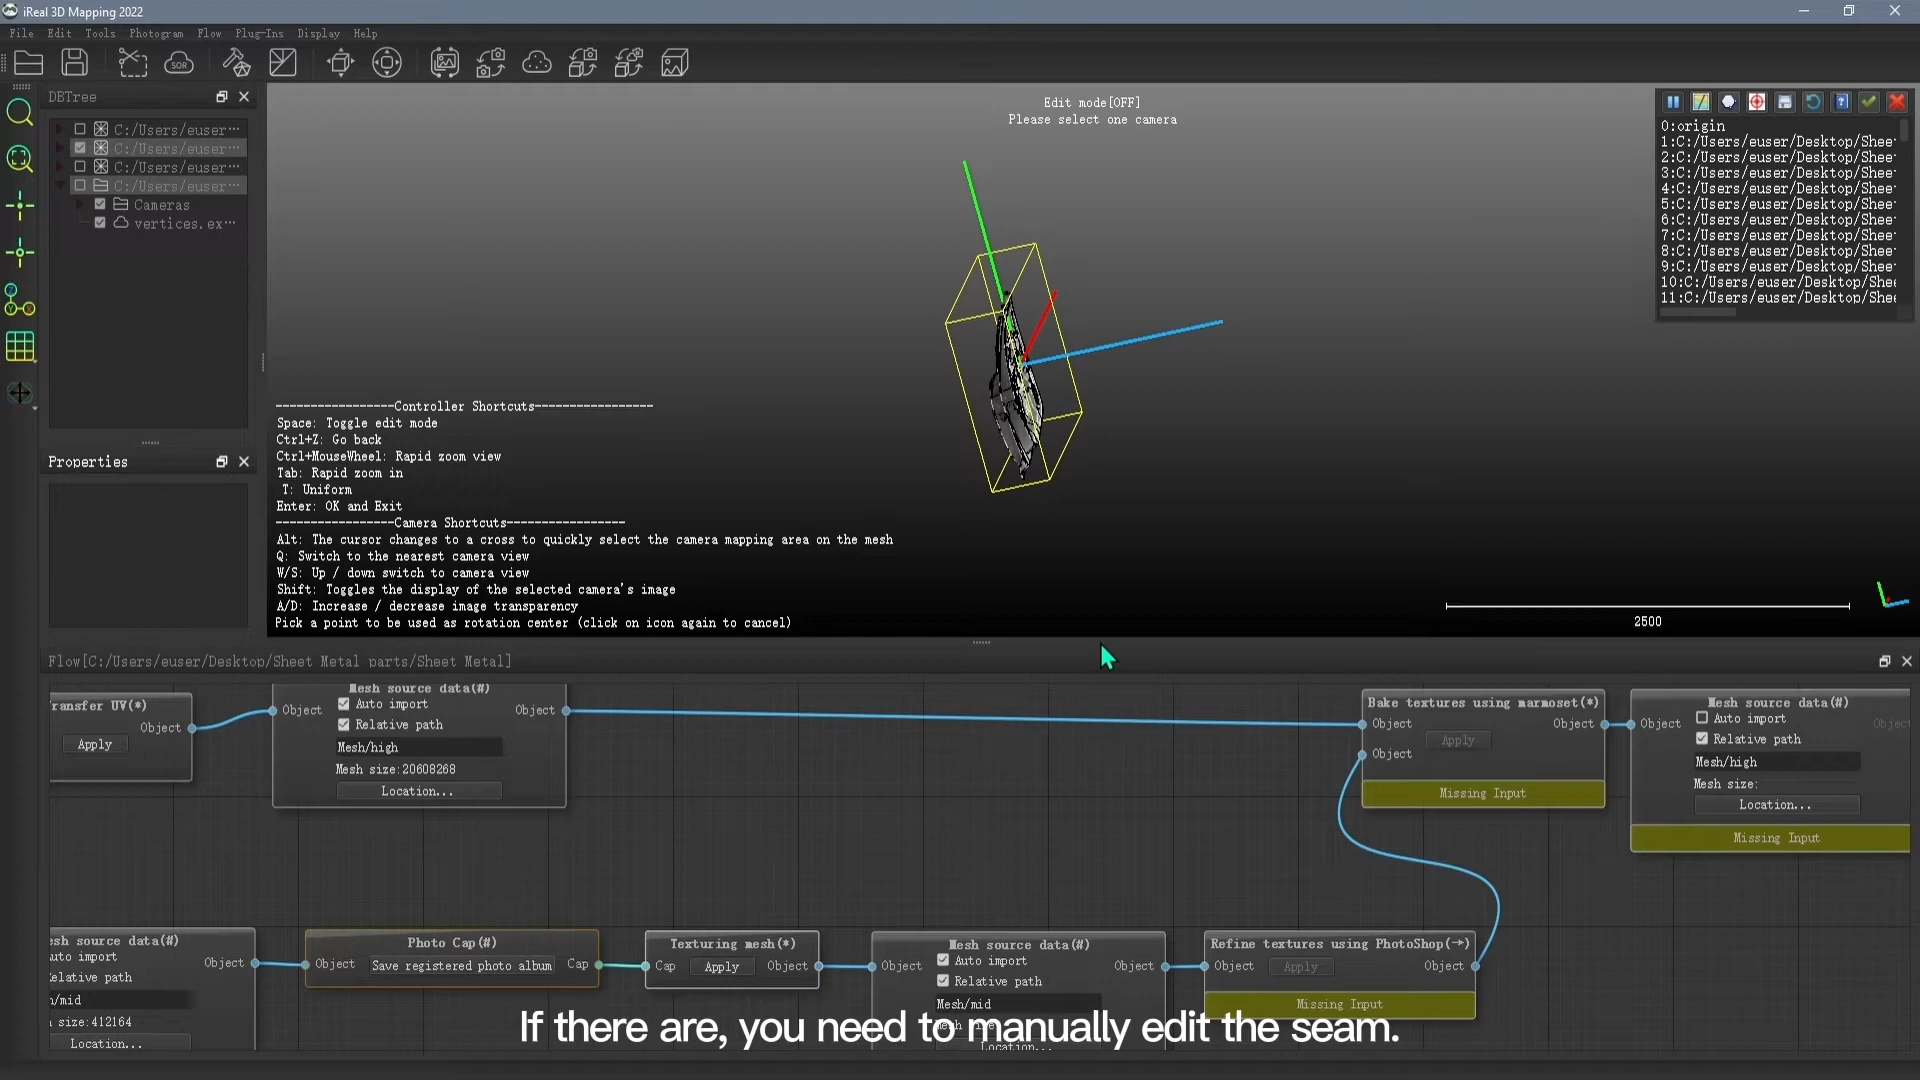 iReal 3D Mapping 2022
File Edit Tools Photogram Flow Plug-Ins Display Help
SOR
DBTree
C:/Users/euser···
C:/Users/euser···
C:/Users/euser···
C:/Users/euser···
Cameras
vertices.ex···
Properties
Edit mode[OFF]
Please select one camera
0:origin
1:C:/Users/euser/Desktop/Shee
2:C:/Users/euser/Desktop/Shee
3:C:/Users/euser/Desktop/Shee
4:C:/Users/euser/Desktop/Shee
5:C:/Users/euser/Desktop/Shee
6:C:/Users/euser/Desktop/Shee
7:C:/Users/euser/Desktop/Shee
8:C:/Users/euser/Desktop/Shee
9:C:/Users/euser/Desktop/Shee
10:C:/Users/euser/Desktop/Shee
11:C:/Users/euser/Desktop/Shee
-----------------Controller Shortcuts-----------------
Space: Toggle edit mode
Ctrl+Z: Go back
Ctrl+MouseWheel: Rapid zoom view
Tab: Rapid zoom in
T: Uniform
Enter: OK and Exit
-----------------Camera Shortcuts-----------------
Alt: The cursor changes to a cross to quickly select the camera mapping area on the mesh
Q: Switch to the nearest camera view
W/S: Up / down switch to camera view
Shift: Toggles the display of the selected camera's image
A/D: Increase / decrease image transparency
Pick a point to be used as rotation center (click on icon again to cancel)
2500
Flow[C:/Users/euser/Desktop/Sheet Metal parts/Sheet Metal]
ransfer UV(*)
Object
Apply
Mesh source data(#)
Object
Auto import
Object
Relative path
Mesh/high
Mesh size:20608268
Location...
Bake textures using marmoset(*)
Object
Object
Apply
Object
Missing Input
Mesh source data(#)
Object
Auto import
Objec
Relative path
Mesh/high
Mesh size:
Location...
Missing Input
esh source data(#)
uto import
Object
elative path
/mid
size:412164
Location...
Photo Cap(#)
Object
Save registered photo album
Cap
Texturing mesh(*)
Cap
Apply
Object
Mesh source data(#)
Object
Auto import
Object
Relative path
Mesh/mid
Location...
Refine textures using PhotoShop(→)
Object
Apply
Object
Missing Input
If there are, you need to manually edit the seam.